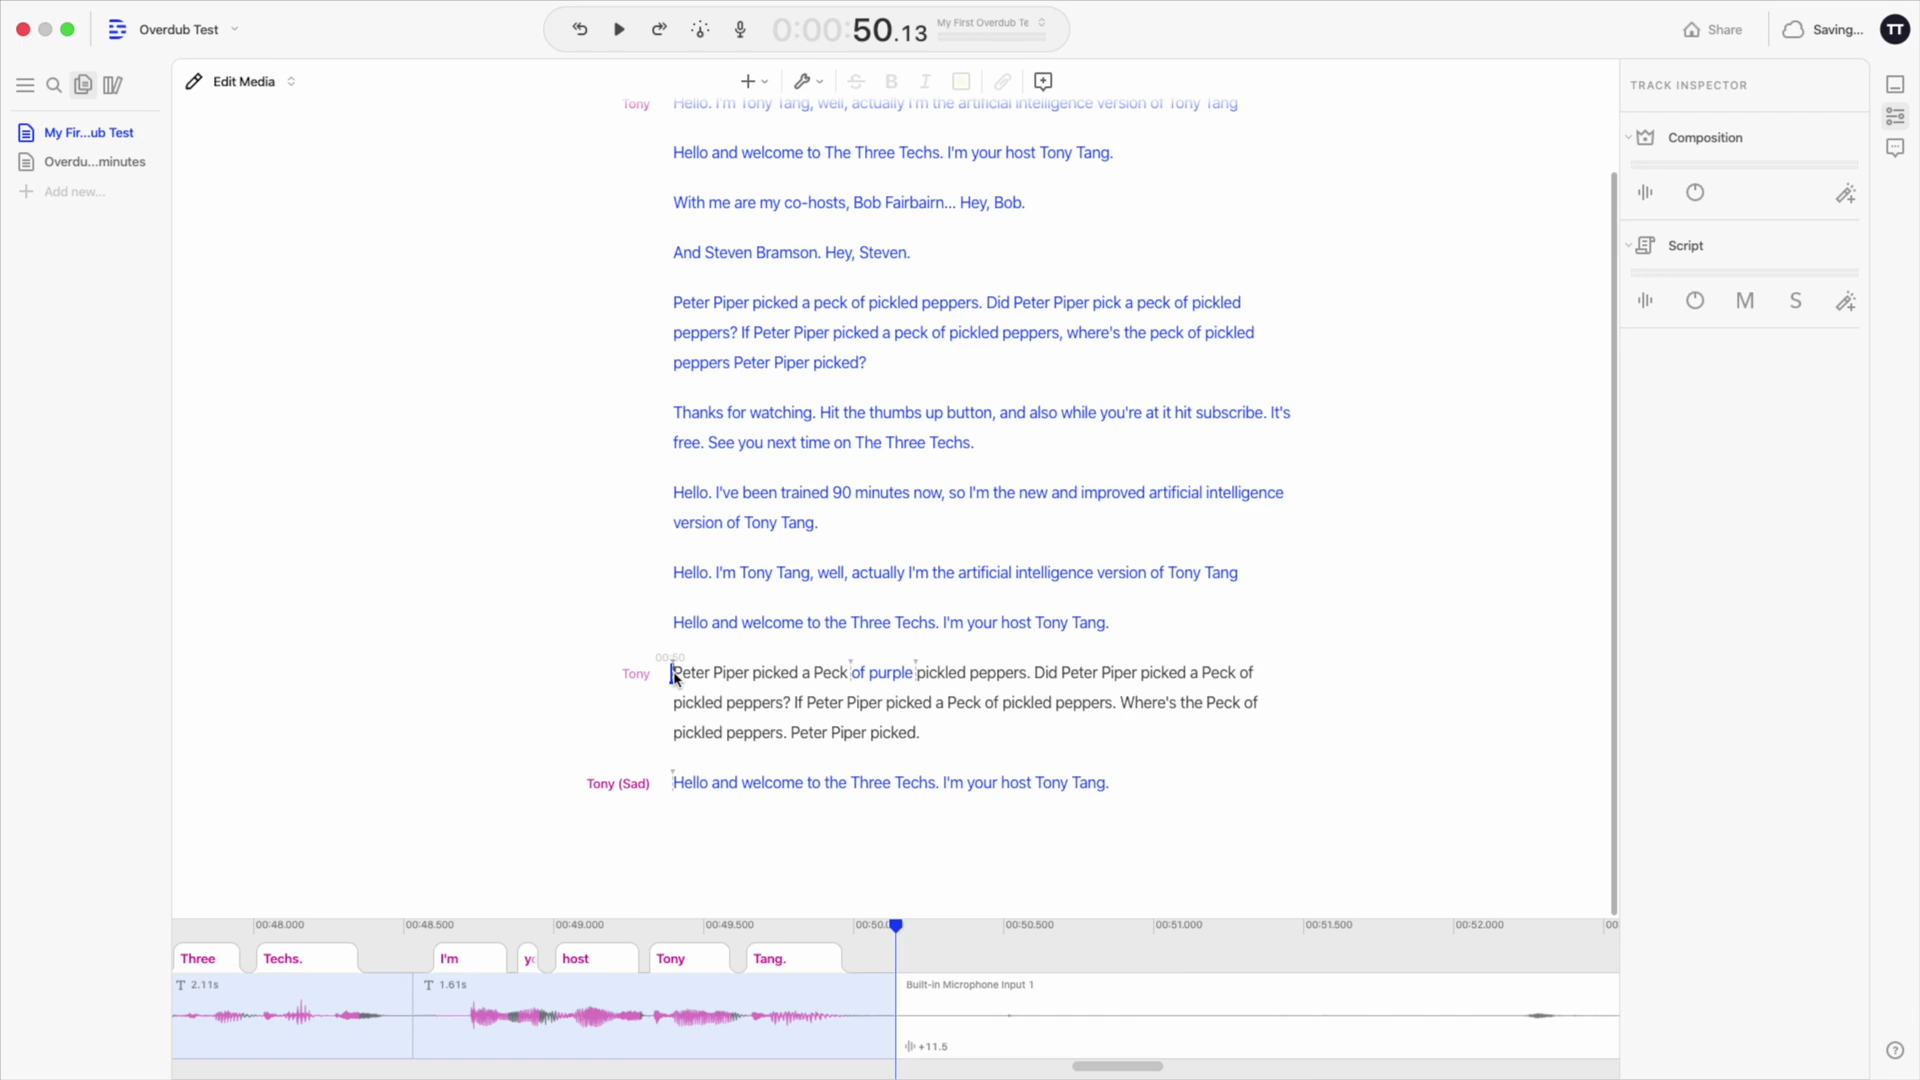 Overdub Test
0:00:50.13
My First Overdub Te
Share
Saving...
TT
Edit Media
B
I
TRACK INSPECTOR
My Fir...ub Test
Overdu...minutes
Add new...
Composition
Script
M
S
Tony
Hello. I'm Tony Tang, well, actually I'm the artificial intelligence version of Tony Tang
Hello and welcome to The Three Techs. I'm your host Tony Tang.
With me are my co-hosts, Bob Fairbairn... Hey, Bob.
And Steven Bramson. Hey, Steven.
Peter Piper picked a peck of pickled peppers. Did Peter Piper pick a peck of pickled
peppers? If Peter Piper picked a peck of pickled peppers, where's the peck of pickled
peppers Peter Piper picked?
Thanks for watching. Hit the thumbs up button, and also while you're at it hit subscribe. It's
free. See you next time on The Three Techs.
Hello. I've been trained 90 minutes now, so I'm the new and improved artificial intelligence
version of Tony Tang.
Hello. I'm Tony Tang, well, actually I'm the artificial intelligence version of Tony Tang
Hello and welcome to the Three Techs. I'm your host Tony Tang.
00:50
Tony
Peter Piper picked a Peck of purple pickled peppers. Did Peter Piper picked a Peck of
pickled peppers? If Peter Piper picked a Peck of pickled peppers. Where's the Peck of
pickled peppers. Peter Piper picked.
Tony (Sad)
Hello and welcome to the Three Techs. I'm your host Tony Tang.
00:48.000 00:48.500 00:49.000 00:49.500 00:50.0 00:50.500 00:51.000 00:51.500 00:52.000 00
Three Techs. I'm yo host Tony Tang.
T 2.11s
T 1.61s
Built-in Microphone Input 1
+11.5
?